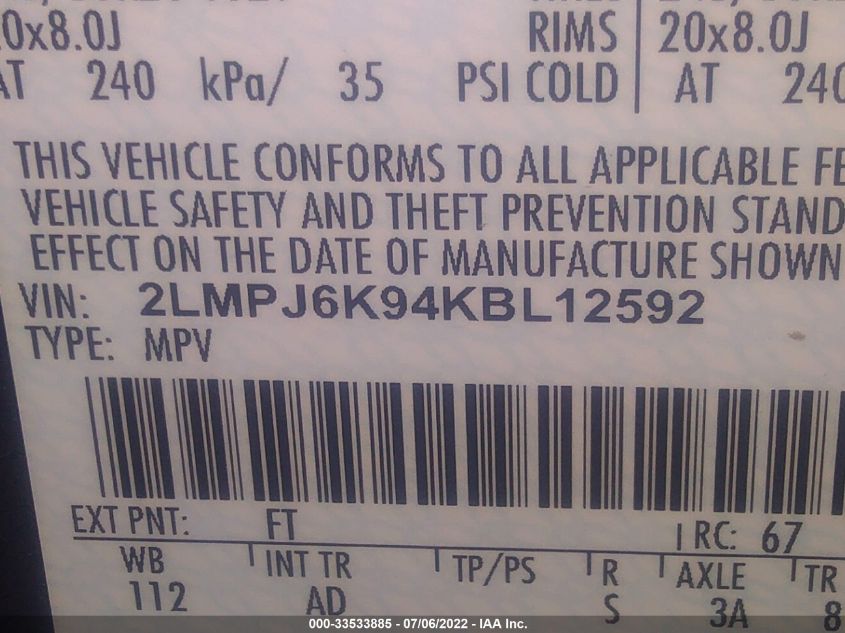 0x8.0J RIMS 20x8.0J
AT 240 kPa/ 35 PSI COLD AT 240
THIS VEHICLE CONFORMS TO ALL APPLICABLE FE
VEHICLE SAFETY AND THEFT PREVENTION STAND
EFFECT ON THE DATE OF MANUFACTURE SHOWN
VIN: 2LMPJ6K94KBL12592
TYPE: MPV
EXT PNT: FT RC: 67
WB INT TR TP/PS R AXLE TR
112 AD S 3A 8
000-33533885 - 07/06/2022 - IAA Inc.